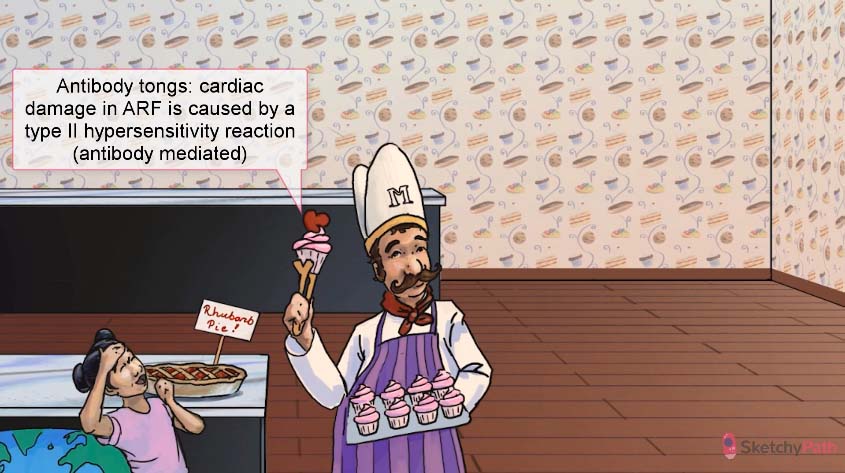 Antibody tongs: cardiac
damage in ARF is caused by a
type II hypersensitivity reaction
(antibody mediated)
M
Rhubarb
Pie!
SketchyPath